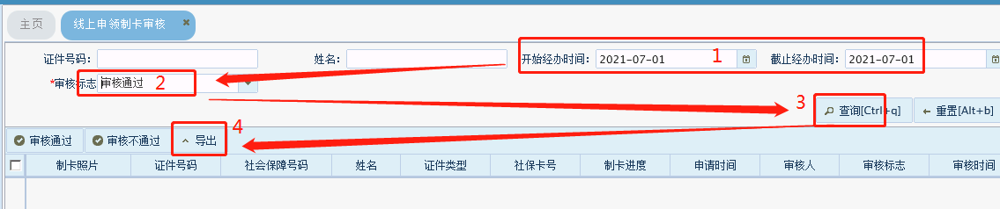 主页 线上申领制卡审核
证件号码： 姓名： 开始经办时间： 2021-07-01 1 截止经办时间： 2021-07-01
*审核标志 审核通过 2
3 查询[Ctrl+q] 重置[Alt+b]
4
审核通过 审核不通过 导出
制卡照片 证件号码 社会保障号码 姓名 证件类型 社保卡号 制卡进度 申请时间 审核人 审核标志 审核时间